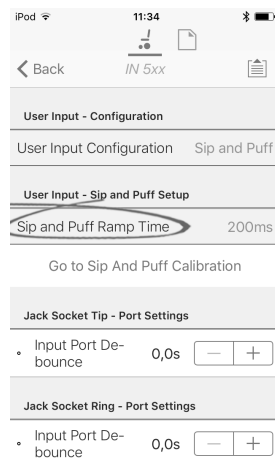 iPod 11:34
Back IN 5xx
User Input - Configuration
User Input Configuration Sip and Puff
User Input - Sip and Puff Setup
Sip and Puff Ramp Time 200ms
Go to Sip And Puff Calibration
Jack Socket Tip - Port Settings
Input Port De-
bounce 0,0s — +
Jack Socket Ring - Port Settings
Input Port De-
bounce 0,0s — +